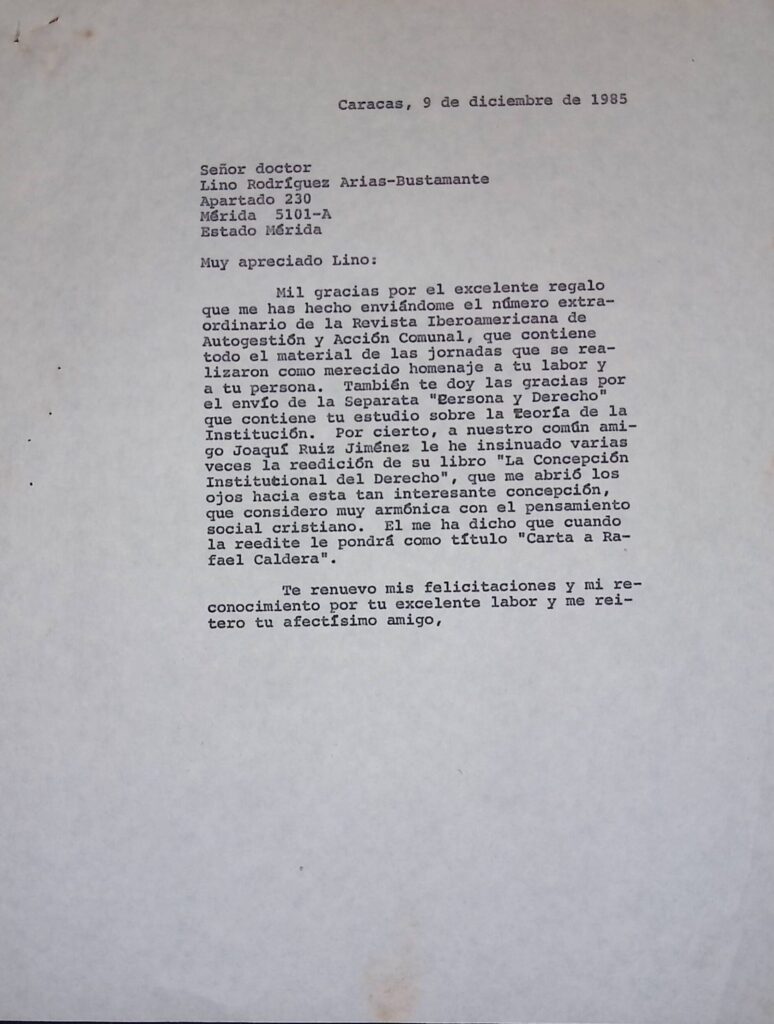 Caracas, 9 de diciembre de 1985
Señor doctor
Lino Rodríguez Arias-Bustamante
Apartado 230
Mérida 5101-A
Estado Mérida
Muy apreciado Lino:
Mil gracias por el excelente regalo
que me has hecho enviándome el número extra-
ordinario de la Revista Iberoamericana de
Autogestión y Acción Comunal, que contiene
todo el material de las jornadas que se rea-
lizaron como merecido homenaje a tu labor y
a tu persona. También te doy las gracias por
el envío de la Separata "Persona y Derecho"
que contiene tu estudio sobre la Teoría de la
Institución. Por cierto, a nuestro común ami-
go Joaquí Ruiz Jiménez le he insinuado varias
veces la reedición de su libro "La Concepción
Institucional del Derecho", que me abrió los
ojos hacia esta tan interesante concepción,
que considero muy armónica con el pensamiento
social cristiano. El me ha dicho que cuando
la reedite le pondrá como título "Carta a Ra-
fael Caldera".
Te renuevo mis felicitaciones y mi re-
conocimiento por tu excelente labor y me rei-
tero tu afectísimo amigo,